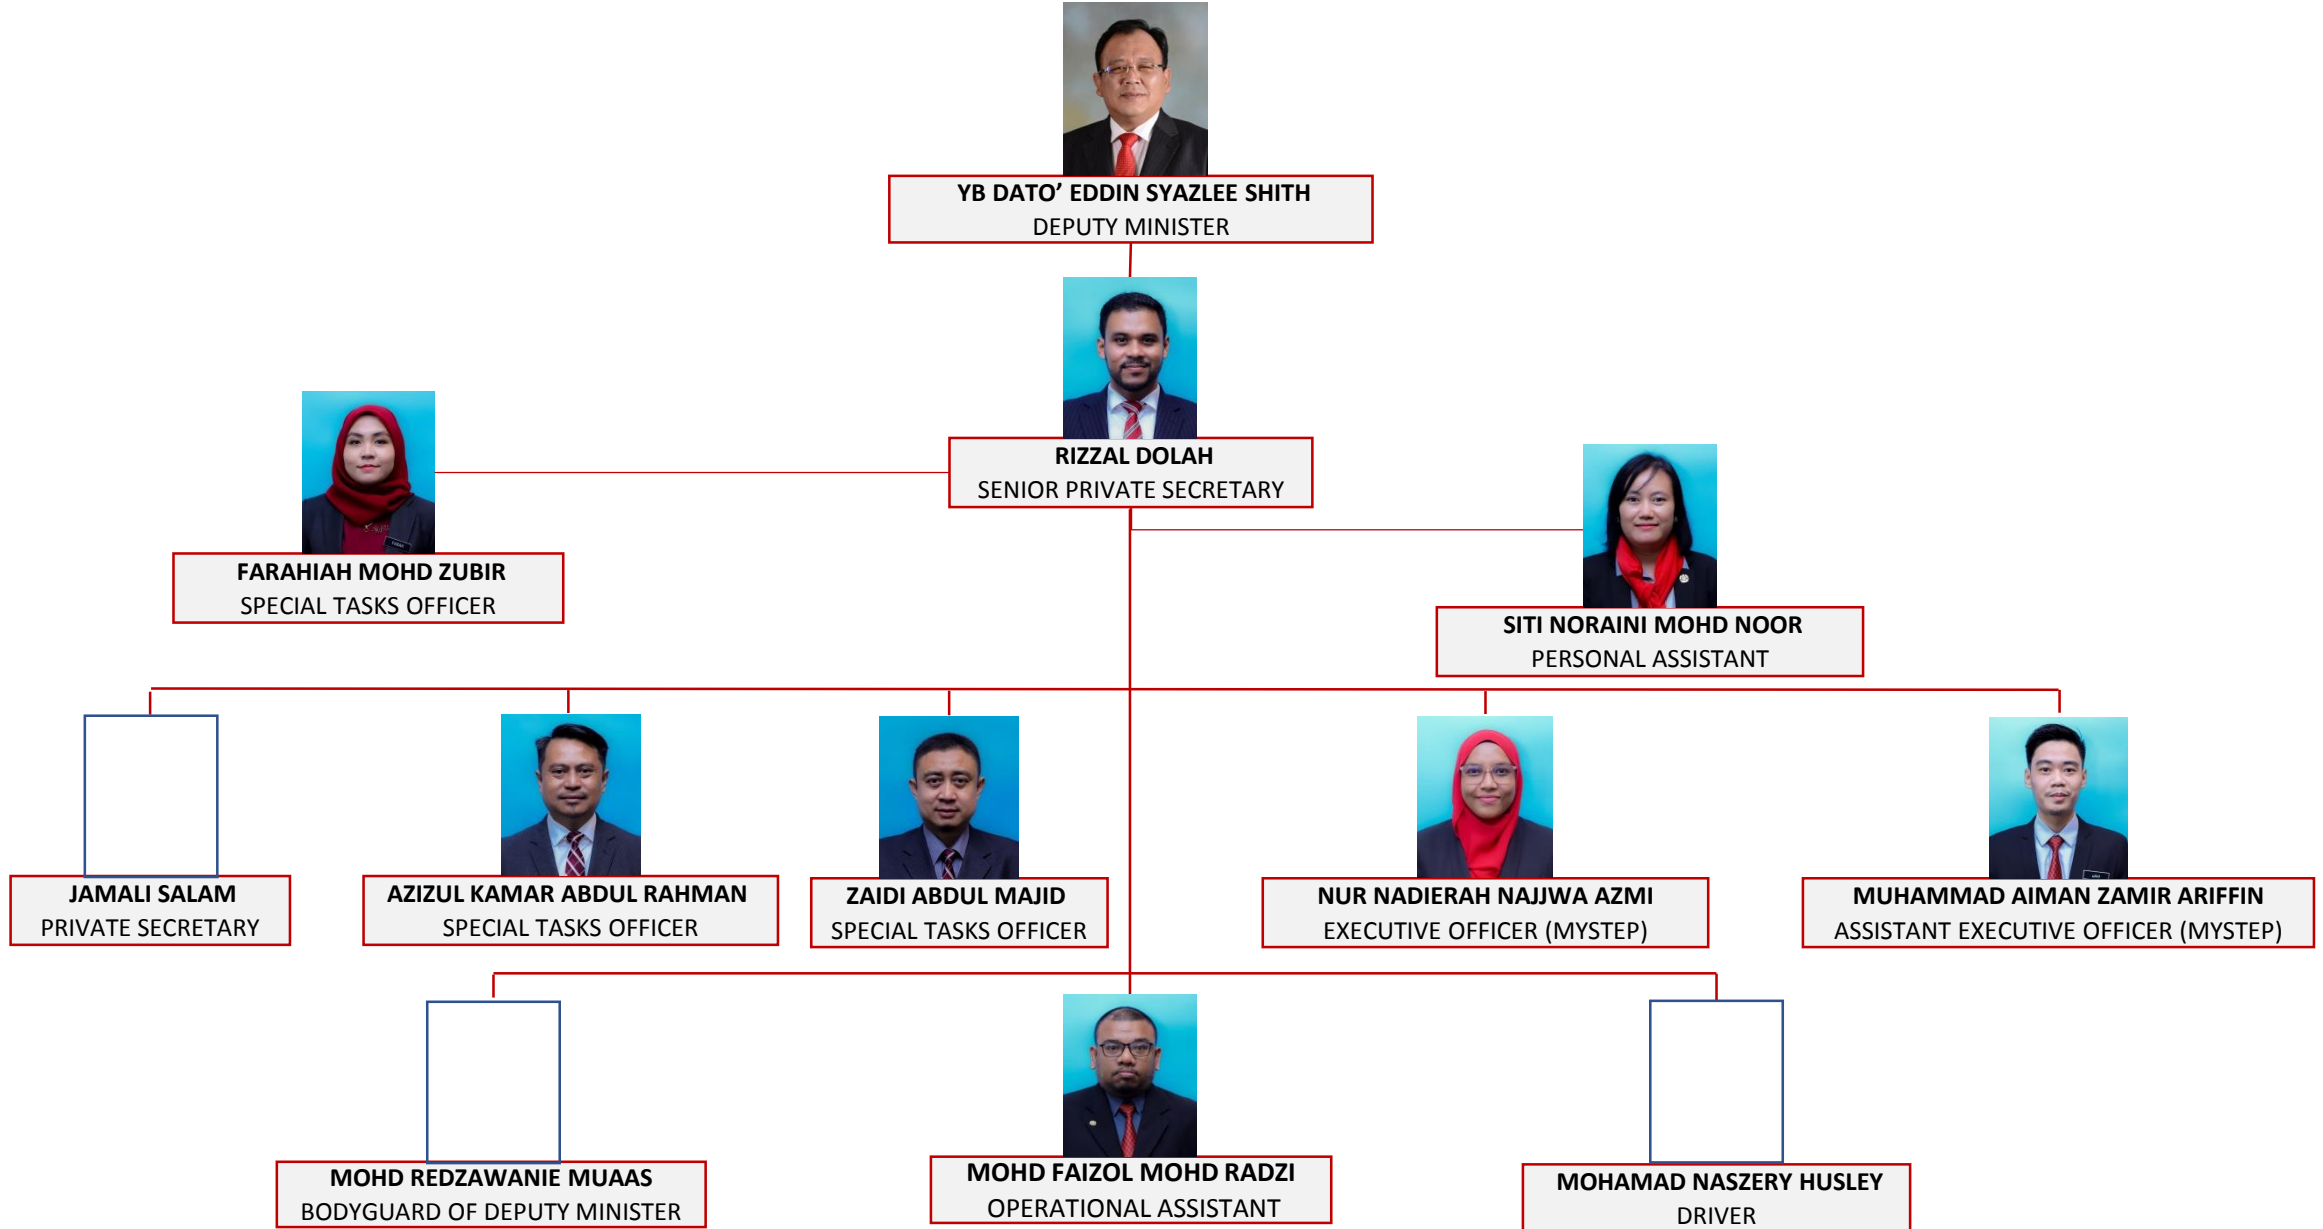 YB DATO’ EDDIN SYAZLEE SHITH
DEPUTY MINISTER
RIZZAL DOLAH
SENIOR PRIVATE SECRETARY
FARAHIAH MOHD ZUBIR
SPECIAL TASKS OFFICER
SITI NORAINI MOHD NOOR
PERSONAL ASSISTANT
JAMALI SALAM
PRIVATE SECRETARY
AZIZUL KAMAR ABDUL RAHMAN
SPECIAL TASKS OFFICER
ZAIDI ABDUL MAJID
SPECIAL TASKS OFFICER
NUR NADIERAH NAJJWA AZMI
EXECUTIVE OFFICER (MYSTEP)
MUHAMMAD AIMAN ZAMIR ARIFFIN
ASSISTANT EXECUTIVE OFFICER (MYSTEP)
MOHD REDZAWANIE MUAAS
BODYGUARD OF DEPUTY MINISTER
MOHD FAIZOL MOHD RADZI
OPERATIONAL ASSISTANT
MOHAMAD NASZERY HUSLEY
DRIVER